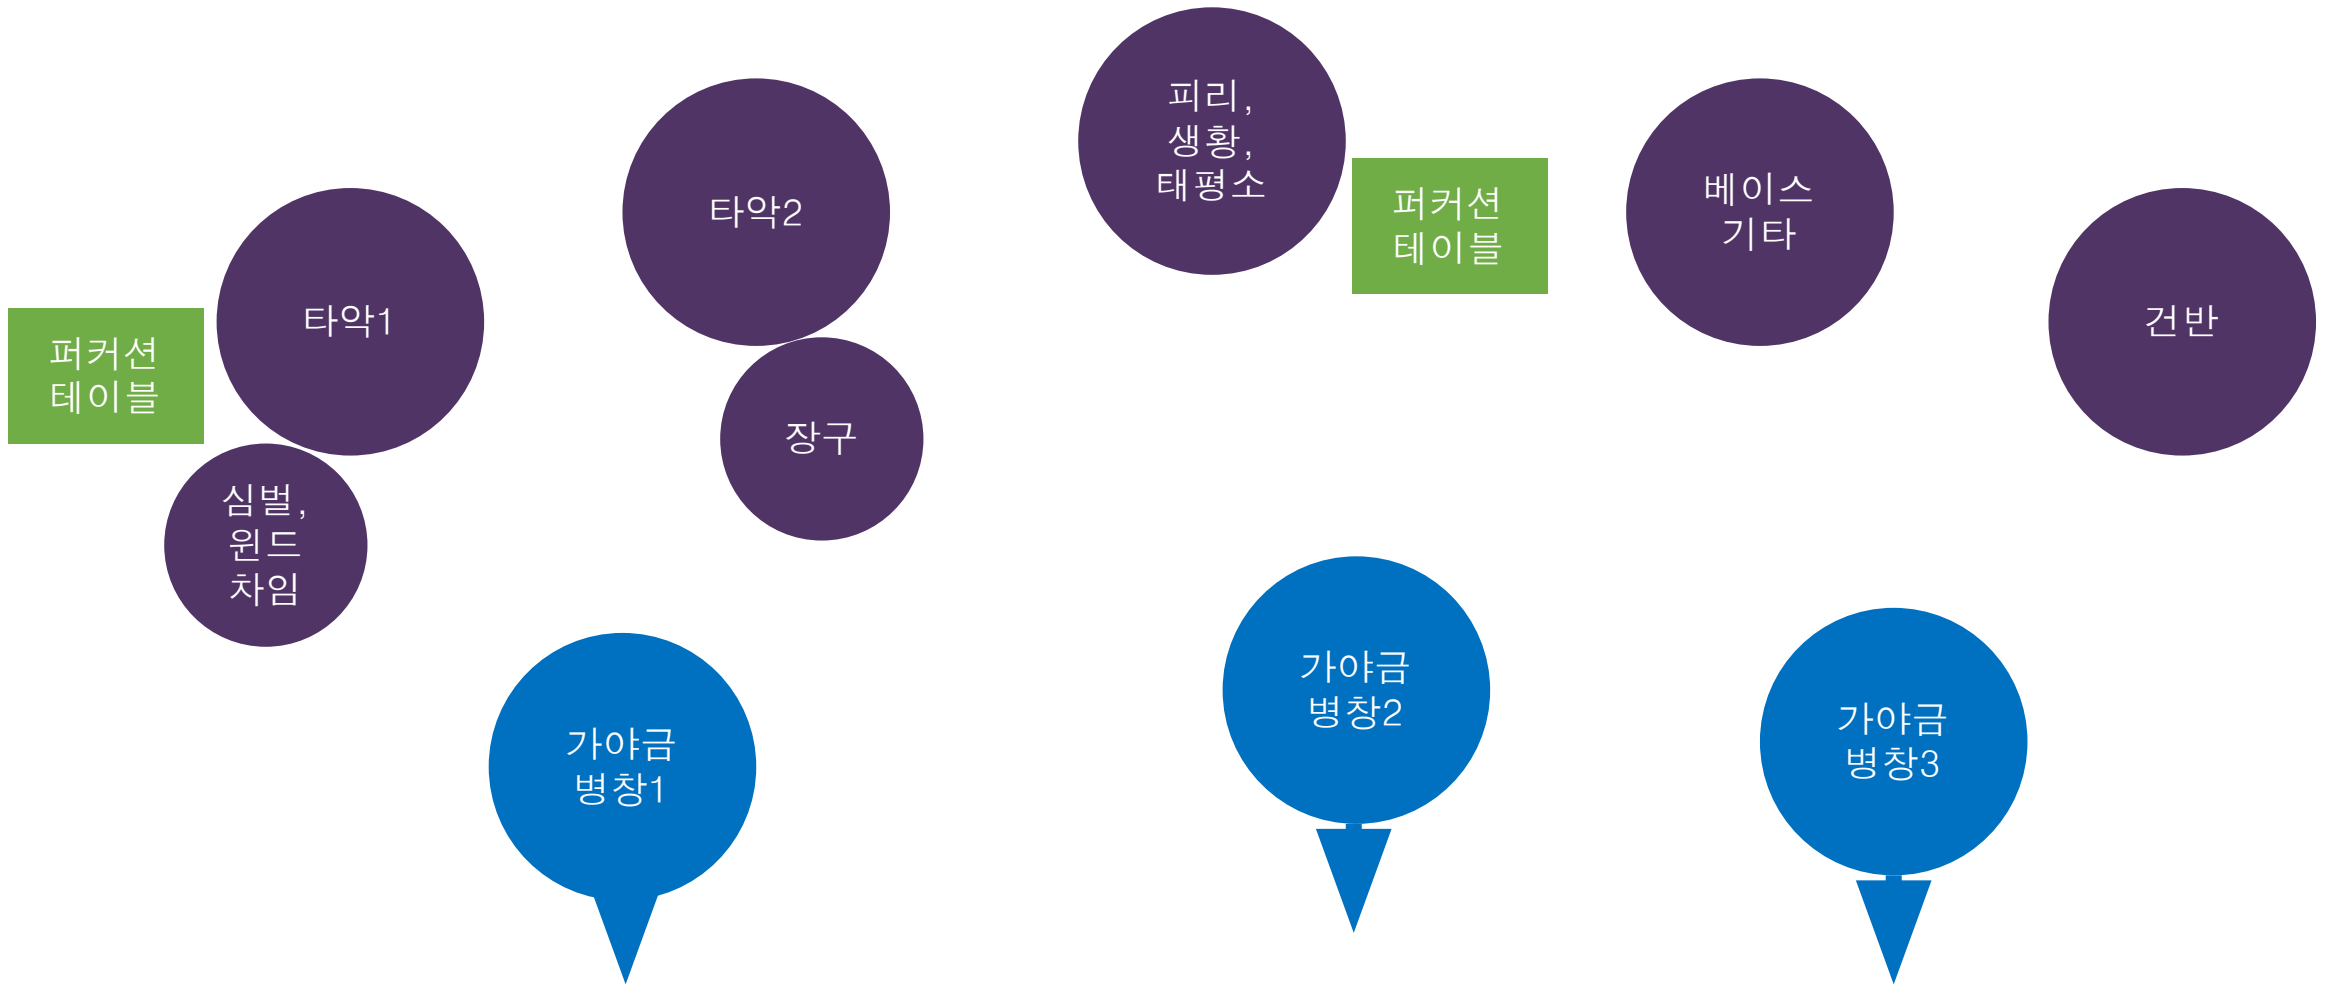 피리,
생황,
태평소
타악2
퍼커션
테이블
베이스
기타
타악1
건반
퍼커션
테이블
장구
심벌,
윈드
차임
가야금
병창1
가야금
병창2
가야금
병창3